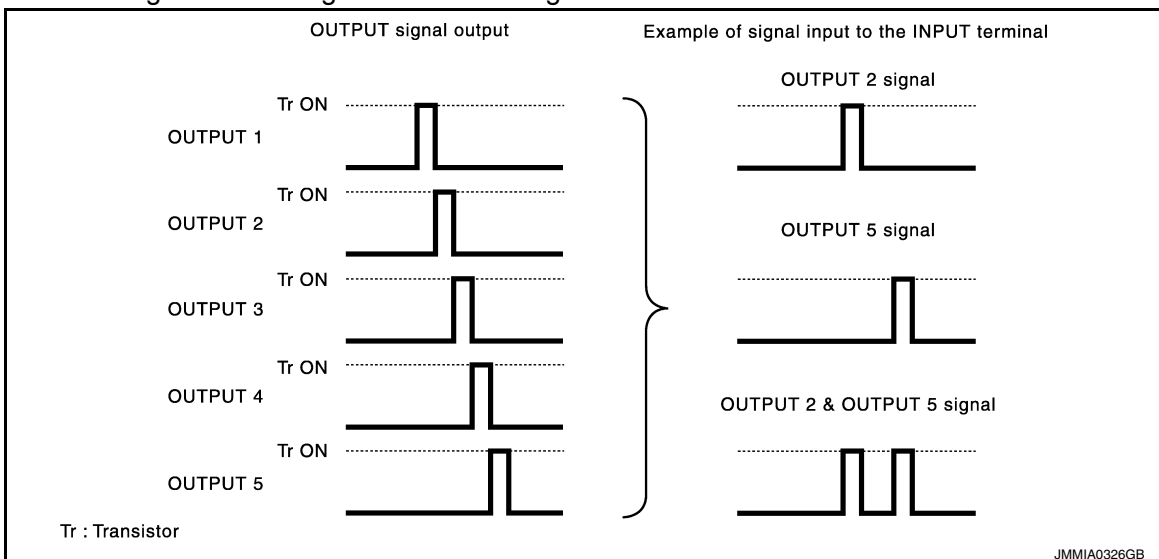 OUTPUT signal output
Example of signal input to the INPUT terminal
Tr ON
OUTPUT 1
Tr ON
OUTPUT 2
Tr ON
OUTPUT 3
Tr ON
OUTPUT 4
Tr ON
OUTPUT 5
OUTPUT 2 signal
OUTPUT 5 signal
OUTPUT 2 & OUTPUT 5 signal
Tr : Transistor
JMMIA0326GB